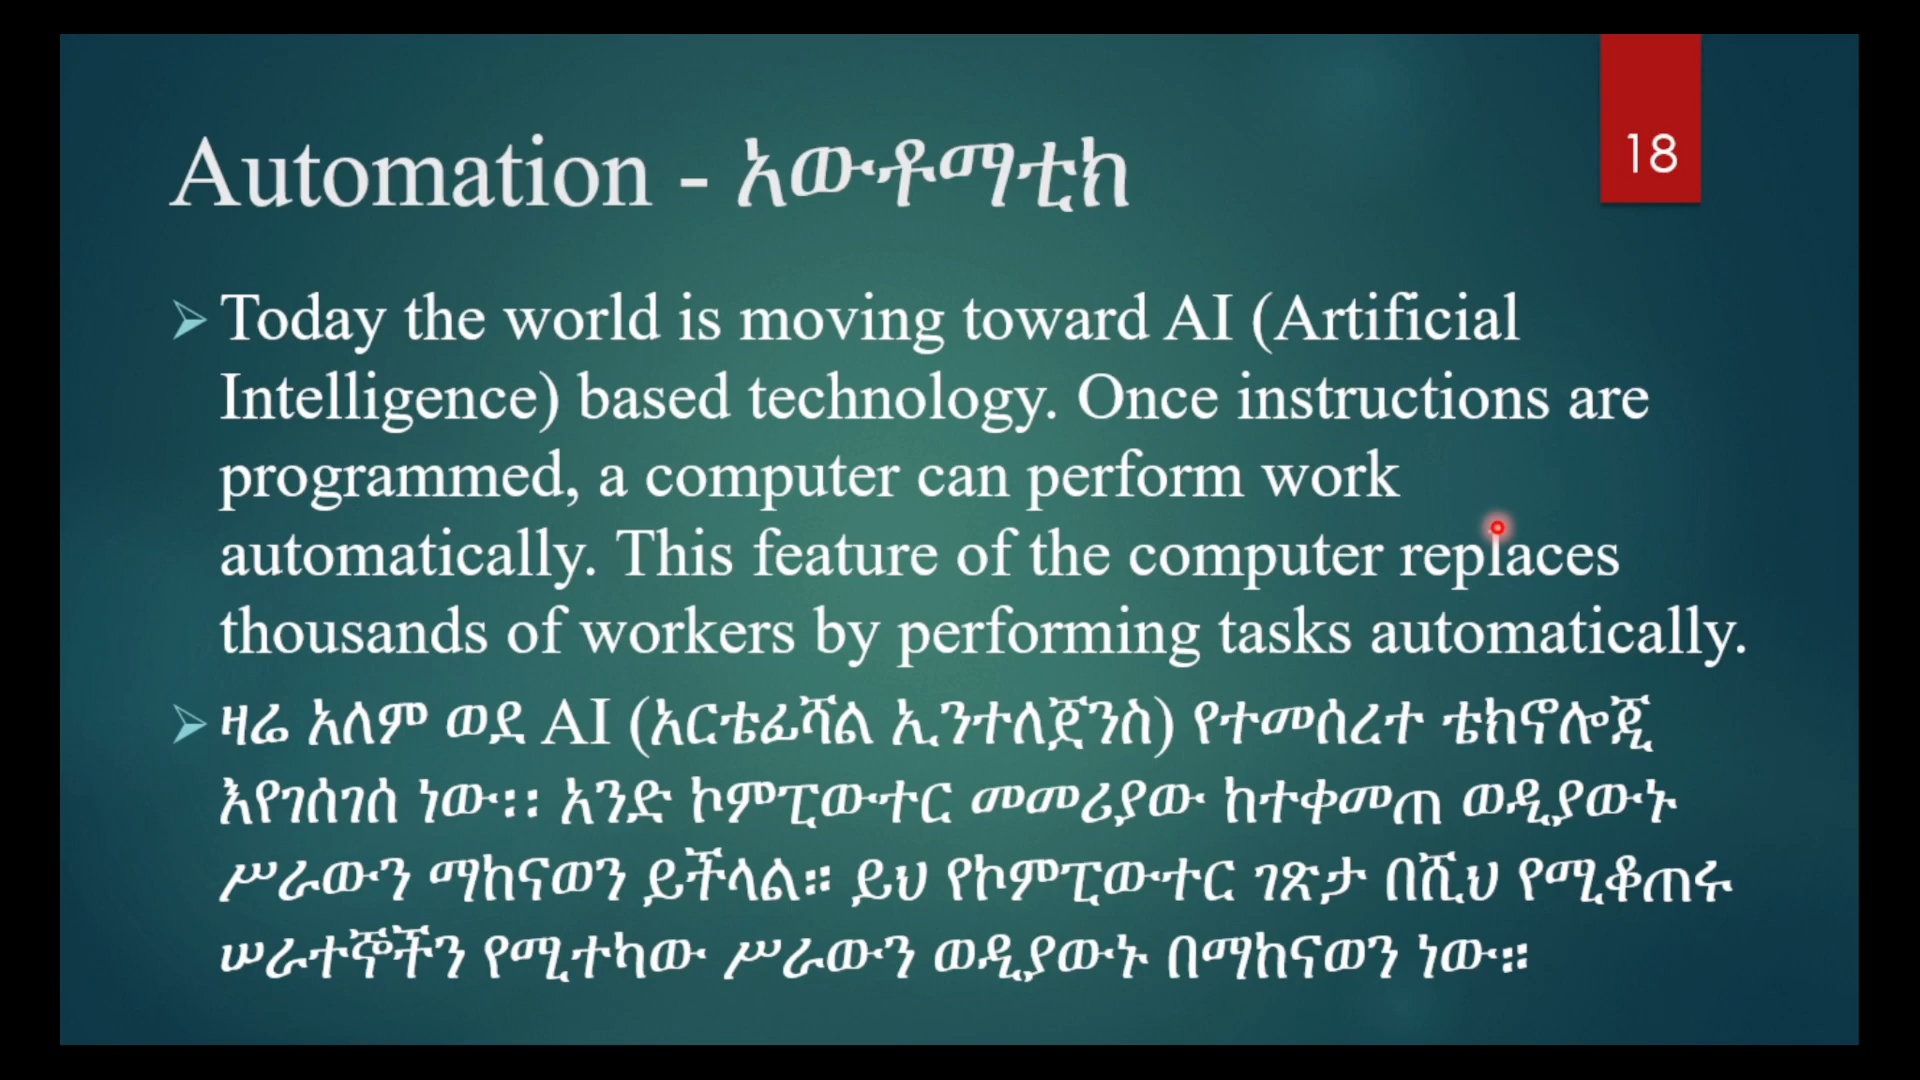 18
Automation - አውቶማቲክ
Today the world is moving toward AI (Artificial
Intelligence) based technology. Once instructions are
programmed, a computer can perform work
automatically. This feature of the computer replaces
thousands of workers by performing tasks automatically.
ዛሬ አለም ወደ AI (አርቴፊሻል ኢንተለጀንስ) የተመሰረተ ቴክኖሎጂ
እየገሰገሰ ነው፡፡ አንድ ኮምፒውተር መመሪያው ከተቀመጠ ወዲያውኑ
ሥራውን ማከናወን ይችላል። ይህ የኮምፒውተር ገጽታ በሺህ የሚቆጠሩ
ሠራተኞችን የሚተካው ሥራውን ወዲያውኑ በማከናወን ነው።